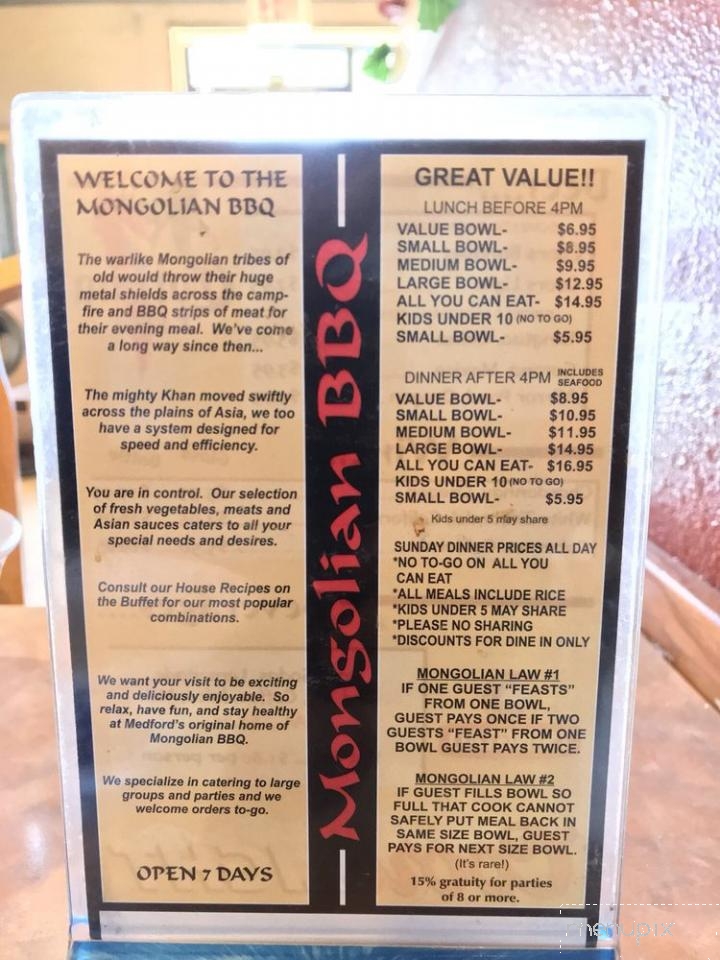 WELCOME TO THE
MONGOLIAN BBQ
The warlike Mongolian tribes of
old would throw their huge
metal shields across the camp-
fire and BBQ strips of meat for
their evening meal. We've come
a long way since then...
The mighty Khan moved swiftly
across the plains of Asia, we too
have a system designed for
speed and efficiency.
You are in control. Our selection
of fresh vegetables, meats and
Asian sauces caters to all your
special needs and desires.
Consult our House Recipes on
the Buffet for our most popular
combinations.
We want your visit to be exciting
and deliciously enjoyable. So
relax, have fun, and stay healthy
at Medford's original home of
Mongolian BBQ.
We specialize in catering to large
groups and parties and we
welcome orders to-go.
OPEN 7 DAYS
Mongolian BBQ
GREAT VALUE!!
LUNCH BEFORE 4PM
VALUE BOWL- $6.95
SMALL BOWL- $8.95
MEDIUM BOWL- $9.95
LARGE BOWL- $12.95
ALL YOU CAN EAT- $14.95
KIDS UNDER 10 (NO TO GO)
SMALL BOWL- $5.95
DINNER AFTER 4PM INCLUDES
SEAFOOD
VALUE BOWL- $8.95
SMALL BOWL- $10.95
MEDIUM BOWL- $11.95
LARGE BOWL- $14.95
ALL YOU CAN EAT- $16.95
KIDS UNDER 10 (NO TO GO)
SMALL BOWL- $5.95
Kids under 5 may share
SUNDAY DINNER PRICES ALL DAY
*NO TO-GO ON ALL YOU
CAN EAT
*ALL MEALS INCLUDE RICE
*KIDS UNDER 5 MAY SHARE
*PLEASE NO SHARING
*DISCOUNTS FOR DINE IN ONLY
MONGOLIAN LAW #1
IF ONE GUEST "FEASTS"
FROM ONE BOWL,
GUEST PAYS ONCE IF TWO
GUESTS "FEAST" FROM ONE
BOWL GUEST PAYS TWICE.
MONGOLIAN LAW #2
IF GUEST FILLS BOWL SO
FULL THAT COOK CANNOT
SAFELY PUT MEAL BACK IN
SAME SIZE BOWL, GUEST
PAYS FOR NEXT SIZE BOWL.
(It's rare!)
15% gratuity for parties
of 8 or more.
menupix